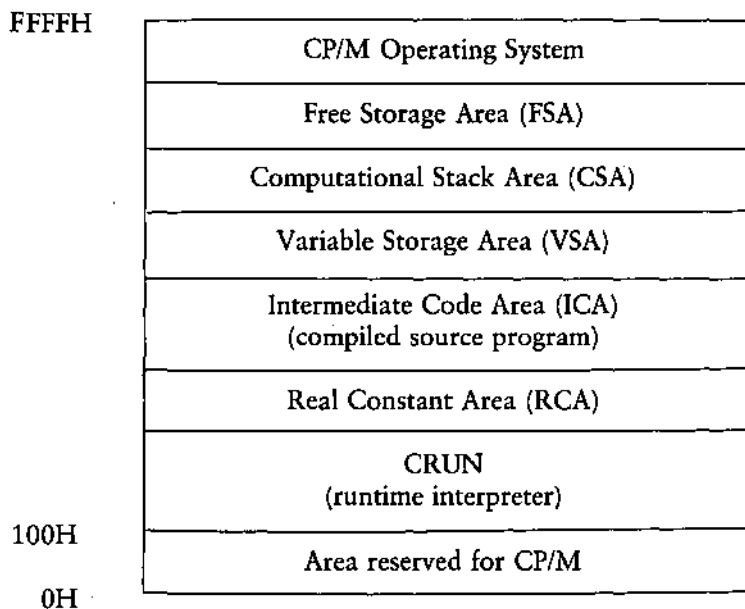 FFFFH
CP/M Operating System
Free Storage Area (FSA)
Computational Stack Area (CSA)
Variable Storage Area (VSA)
Intermediate Code Area (ICA)
(compiled source program)
Real Constant Area (RCA)
CRUN
(runtime interpreter)
100H
Area reserved for CP/M
0H